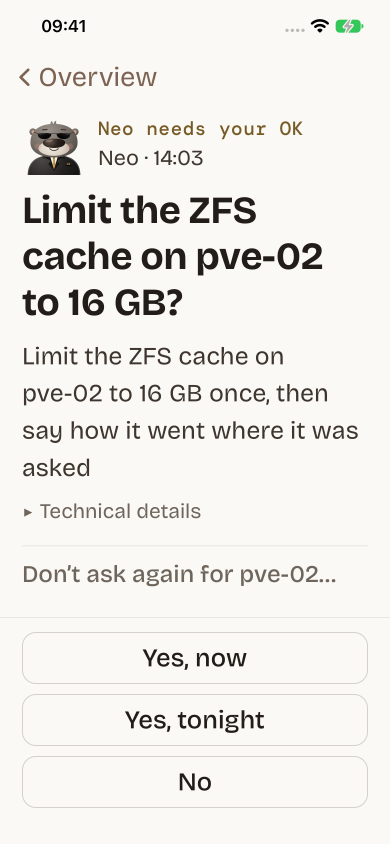 09:41
Overview
Neo needs your OK
Neo · 14:03
Limit the ZFS
cache on pve-02
to 16 GB?
Limit the ZFS cache on
pve-02 to 16 GB once, then
say how it went where it was
asked
▸ Technical details
Don’t ask again for pve-02…
Yes, now
Yes, tonight
No